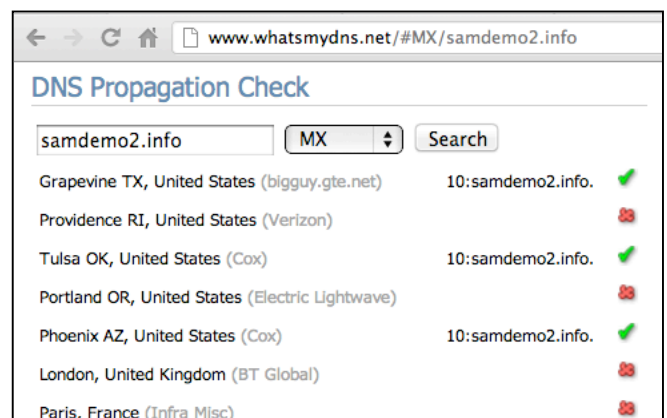 www.whatsmydns.net/#MX/samdemo2.info
DNS Propagation Check
samdemo2.info MX Search
Grapevine TX, United States (bigguy.gte.net) 10:samdemo2.info.
Providence RI, United States (Verizon)
Tulsa OK, United States (Cox) 10:samdemo2.info.
Portland OR, United States (Electric Lightwave)
Phoenix AZ, United States (Cox) 10:samdemo2.info.
London, United Kingdom (BT Global)
Paris, France (Infra Misc)